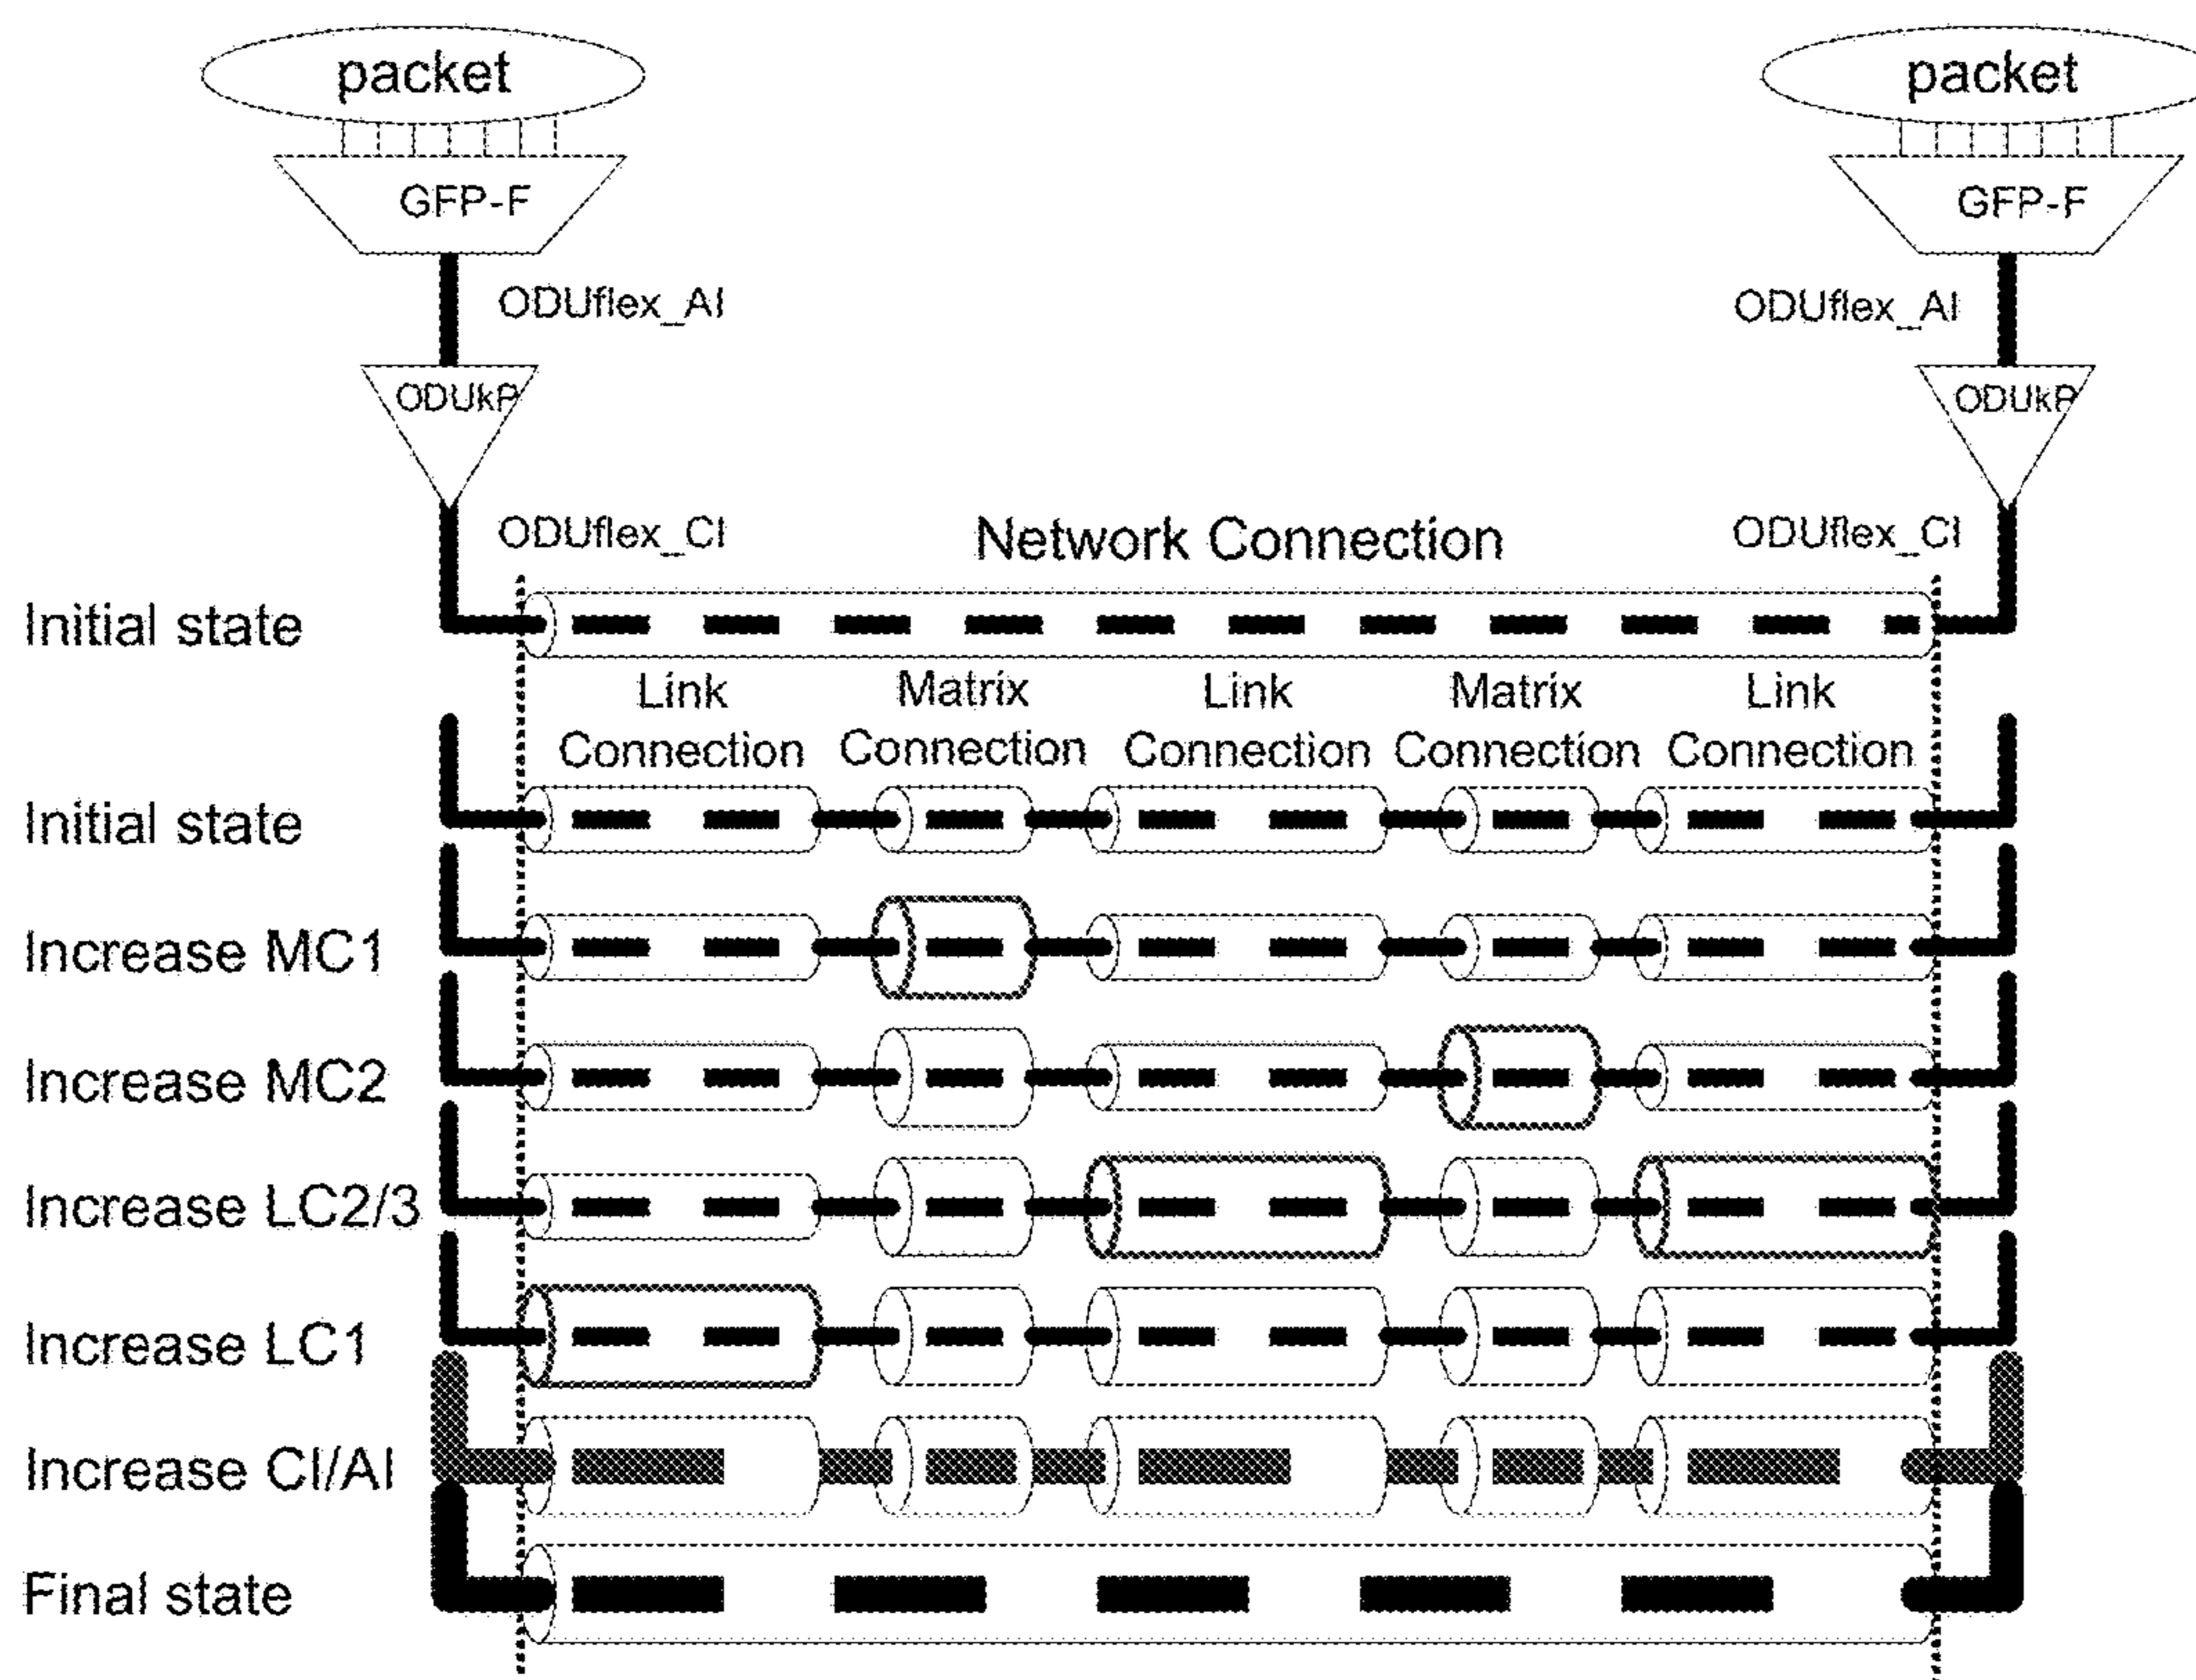 packet
packet
GFP-F
GFP-F
ODUflex_AI
ODUflex_AI
ODUkP
ODUkP
ODUflex_CI
Network Connection
ODUflex_CI
Initial state
Link Connection
Matrix Connection
Link Connection
Matrix Connection
Link Connection
Initial state
Increase MC1
Increase MC2
Increase LC2/3
Increase LC1
Increase CI/AI
Final state